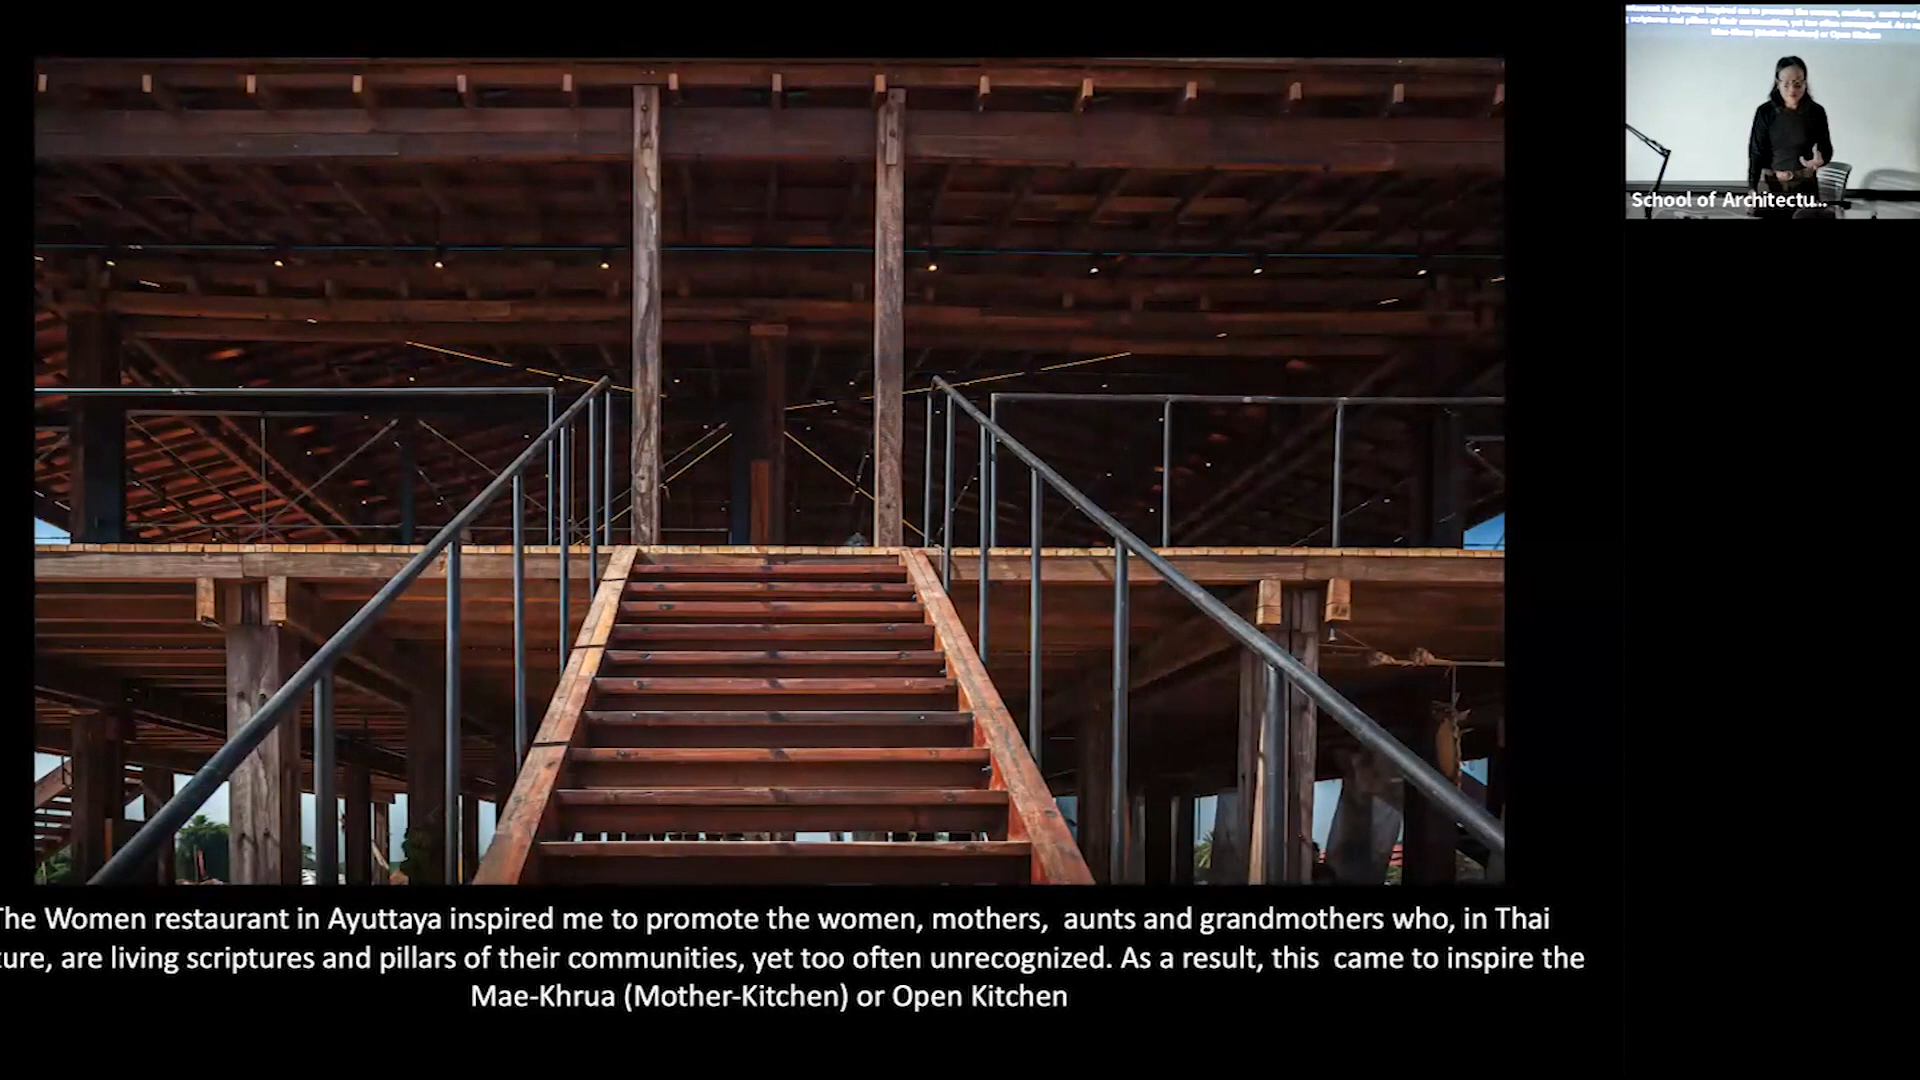 The Women restaurant in Ayuttaya inspired me to promote the women, mothers, aunts and grandmothers who, in Thai
ture, are living scriptures and pillars of their communities, yet too often unrecognized. As a result, this came to inspire the
Mae-Khrua (Mother-Kitchen) or Open Kitchen
School of Architectu...